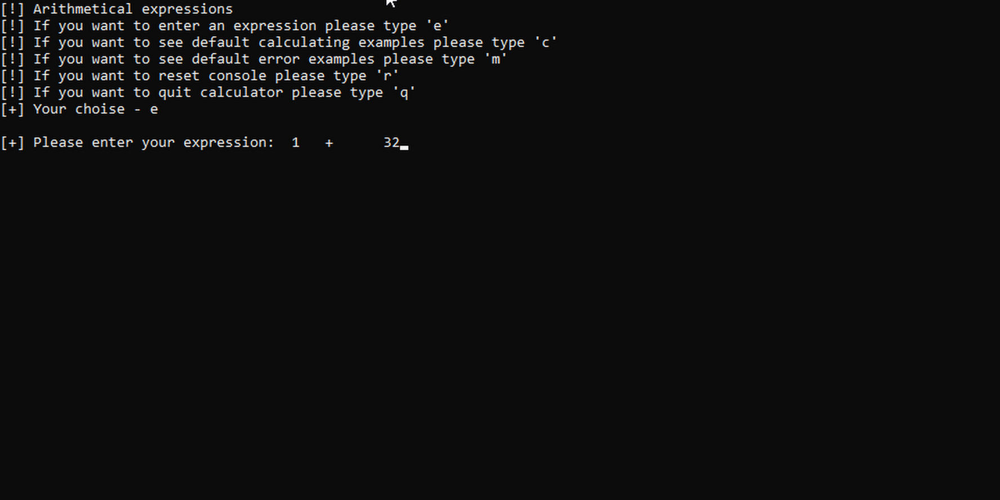 [!] Arithmetical expressions
[!] If you want to enter an expression please type 'e'
[!] If you want to see default calculating examples please type 'c'
[!] If you want to see default error examples please type 'm'
[!] If you want to reset console please type 'r'
[!] If you want to quit calculator please type 'q'
[+] Your choise - e
[+] Please enter your expression:  1   +      32